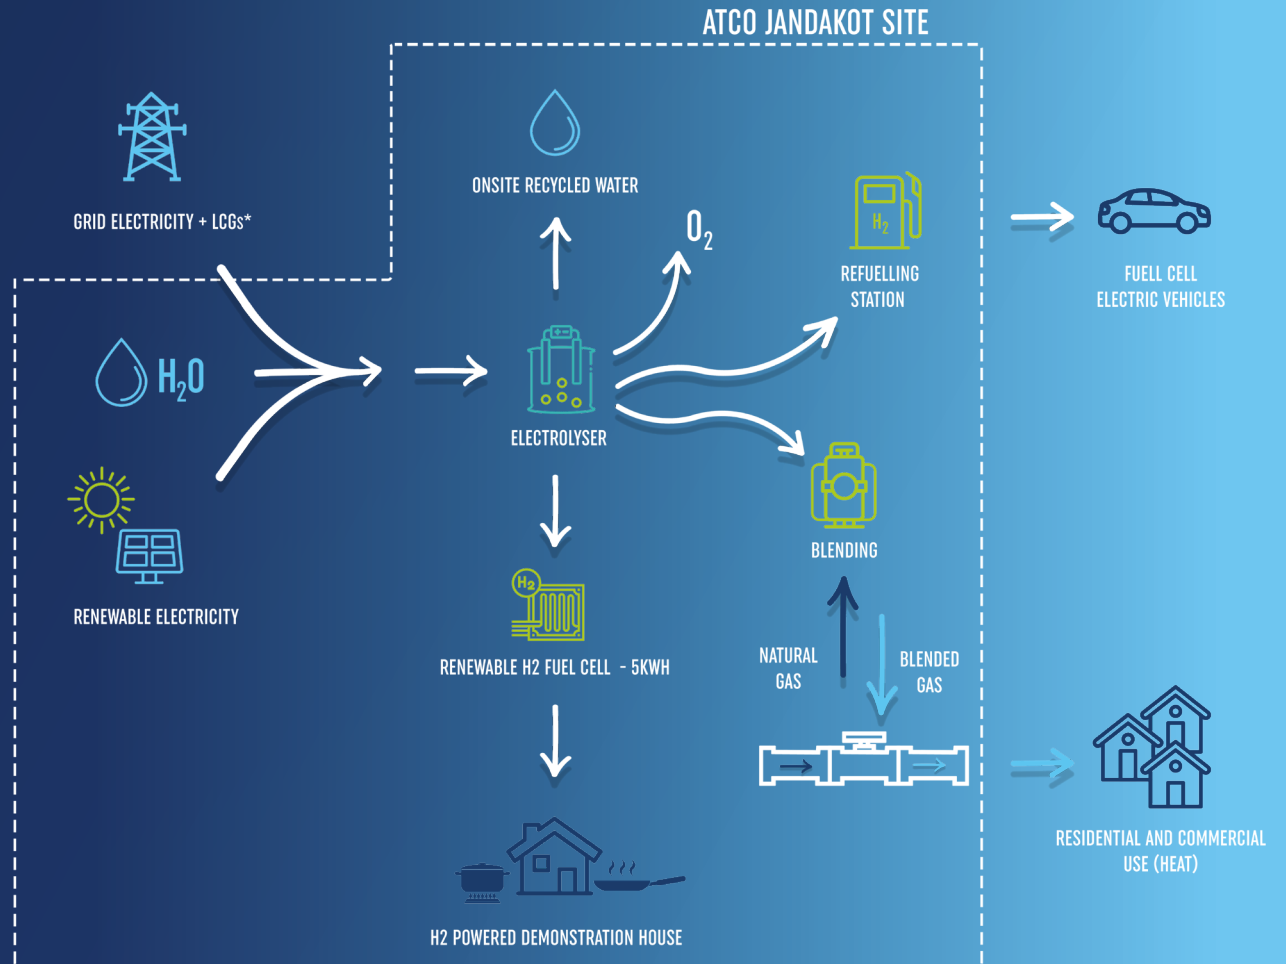 ATCO JANDAKOT SITE
GRID ELECTRICITY + LCGs*
ONSITE RECYCLED WATER
O2
H2
REFUELLING
STATION
FUELL CELL
ELECTRIC VEHICLES
H2O
ELECTROLYSER
RENEWABLE ELECTRICITY
BLENDING
H2
RENEWABLE H2 FUEL CELL - 5KWH
NATURAL
GAS
BLENDED
GAS
RESIDENTIAL AND COMMERCIAL
USE (HEAT)
H2 POWERED DEMONSTRATION HOUSE